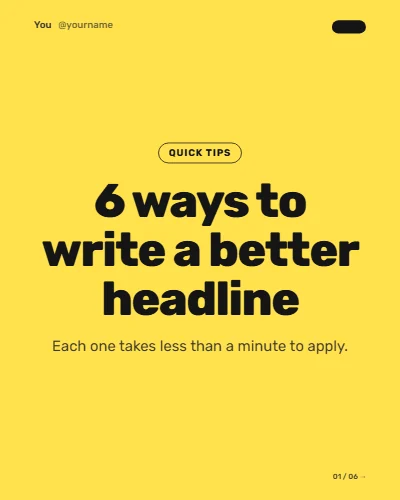 You @yourname
QUICK TIPS
6 ways to
write a better
headline
Each one takes less than a minute to apply.
01 / 06 →